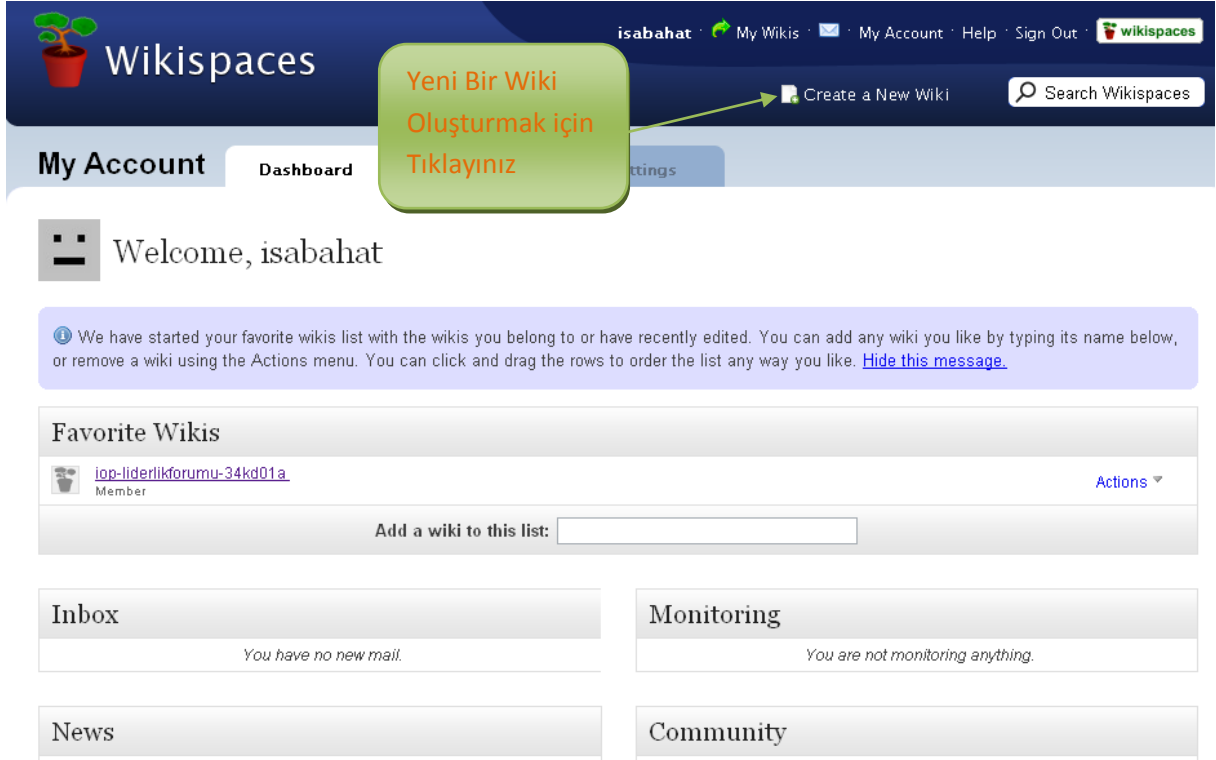 Wikispaces
isabahat · My Wikis · · My Account · Help · Sign Out · wikispaces
Yeni Bir Wiki
Oluşturmak için
Tıklayınız
Create a New Wiki
Search Wikispaces
My Account
Dashboard
ttings
Welcome, isabahat
We have started your favorite wikis list with the wikis you belong to or have recently edited. You can add any wiki you like by typing its name below,
or remove a wiki using the Actions menu. You can click and drag the rows to order the list any way you like. Hide this message.
Favorite Wikis
iop-liderlikforumu-34kd01a
Member
Actions
Add a wiki to this list:
Inbox
Monitoring
You have no new mail.
You are not monitoring anything.
News
Community